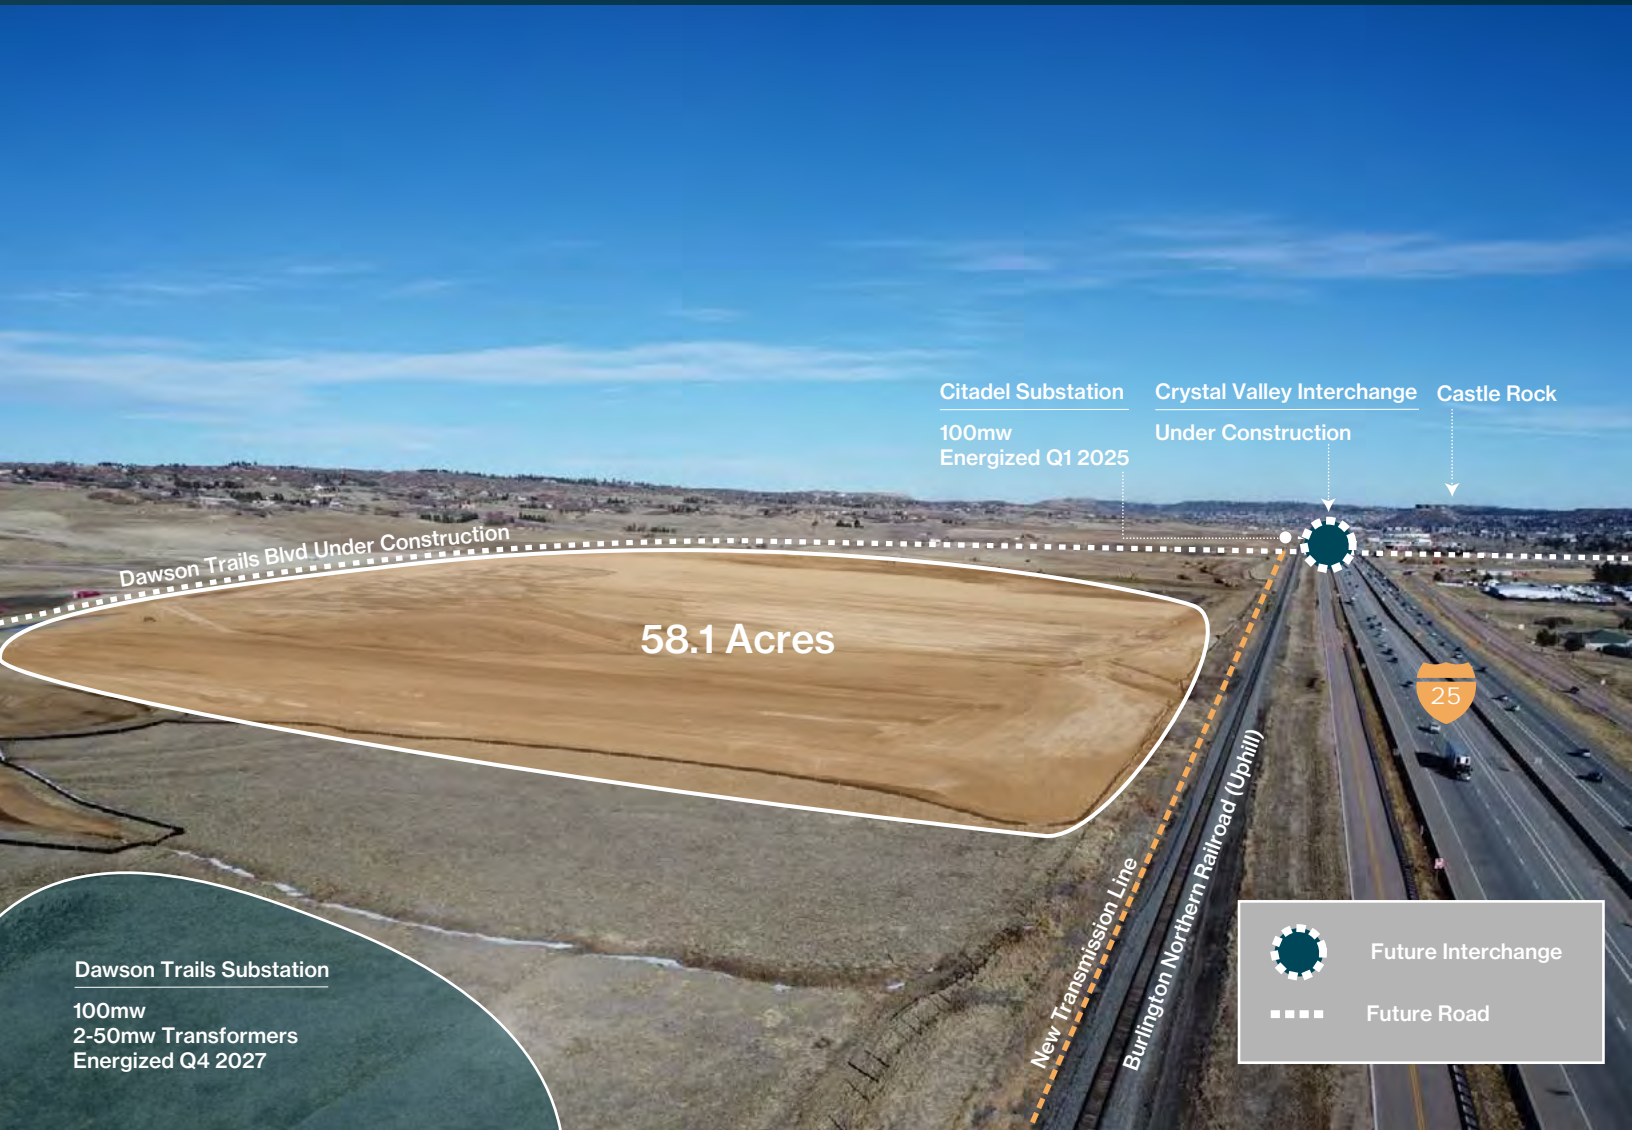 Citadel Substation
100mw
Energized Q1 2025
Crystal Valley Interchange
Under Construction
Castle Rock
Dawson Trails Blvd Under Construction
58.1 Acres
25
New Transmission Line
Burlington Northern Railroad (Uphill)
Dawson Trails Substation
100mw
2-50mw Transformers
Energized Q4 2027
Future Interchange
Future Road